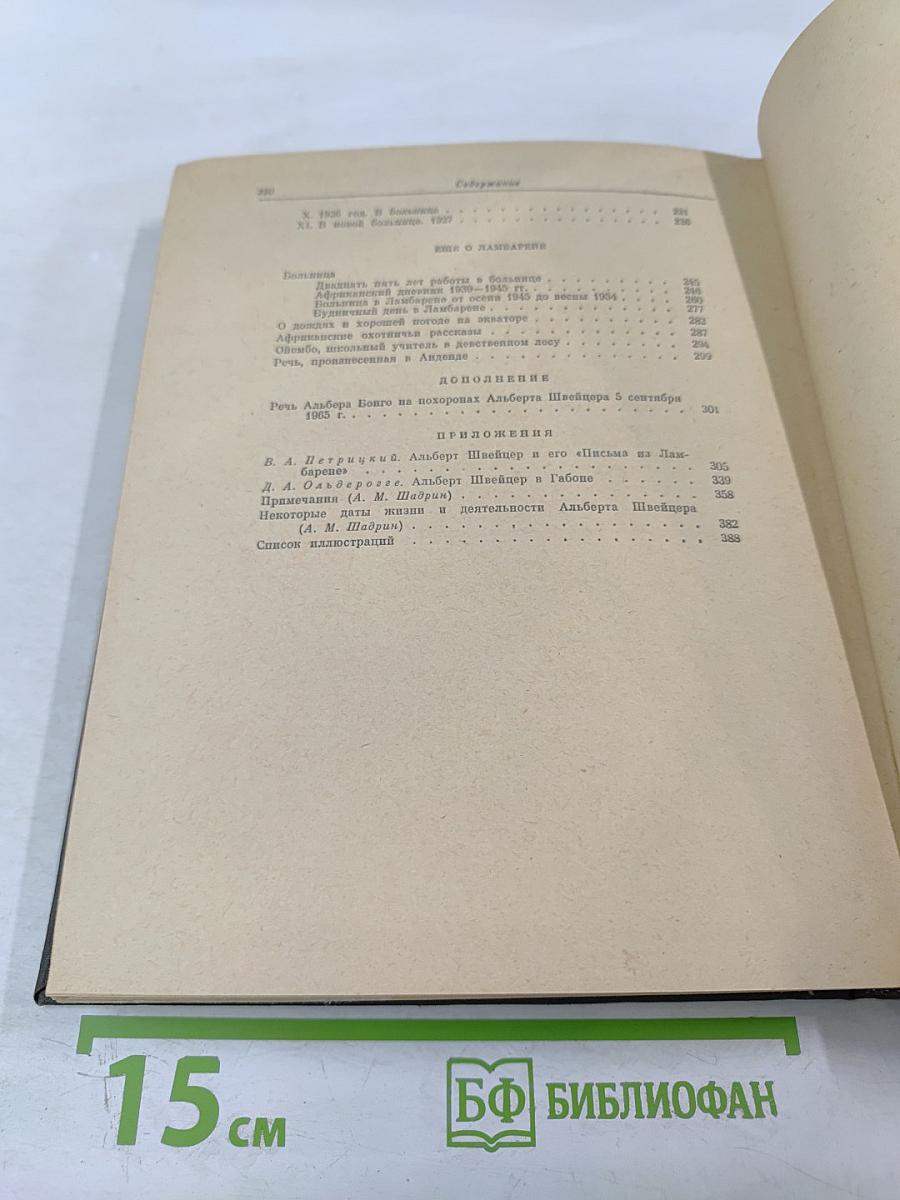 Содержание
X. 1926 год. В больнице . . . . . . . . . . . . . . . . 221
XI. В новой больнице. 1927 . . . . . . . . . . . . . . . 236
ЕЩЕ О ЛАМБАРЕНЕ
Больница
Двадцать пять лет работы в больнице . . . . . . . . . . 245
Африканский дневник 1939—1945 гг. . . . . . . . . . . . 246
Больница в Ламбарене от осени 1945 до весны 1954 . . . . 260
Будничный день в Ламбарене . . . . . . . . . . . . . 277
О дождях и хорошей погоде на экваторе . . . . . . . . . 283
Африканские охотничьи рассказы . . . . . . . . . . . . 287
Ойембо, школьный учитель в девственном лесу . . . . . . . 294
Речь, произнесенная в Анденде . . . . . . . . . . . . . 299
ДОПОЛНЕНИЕ
Речь Альбера Бонго на похоронах Альберта Швейцера 5 сентября
1965 г. . . . . . . . . . . . . . . . . . . . 301
ПРИЛОЖЕНИЯ
В. А. Петрицкий. Альберт Швейцер и его «Письма из Лам-
барене» . . . . . . . . . . . . . . . . . . . 305
Д. А. Ольдерогге. Альберт Швейцер в Габоне . . . . . . 339
Примечания (А. М. Шадрин) . . . . . . . . . . . . . . 358
Некоторые даты жизни и деятельности Альберта Швейцера
(А. М. Шадрин) . . . . . . . . . . . . . . . . 382
Список иллюстраций . . . . . . . . . . . . . . . . . 388
15 см
БФ БИБЛИОФАН